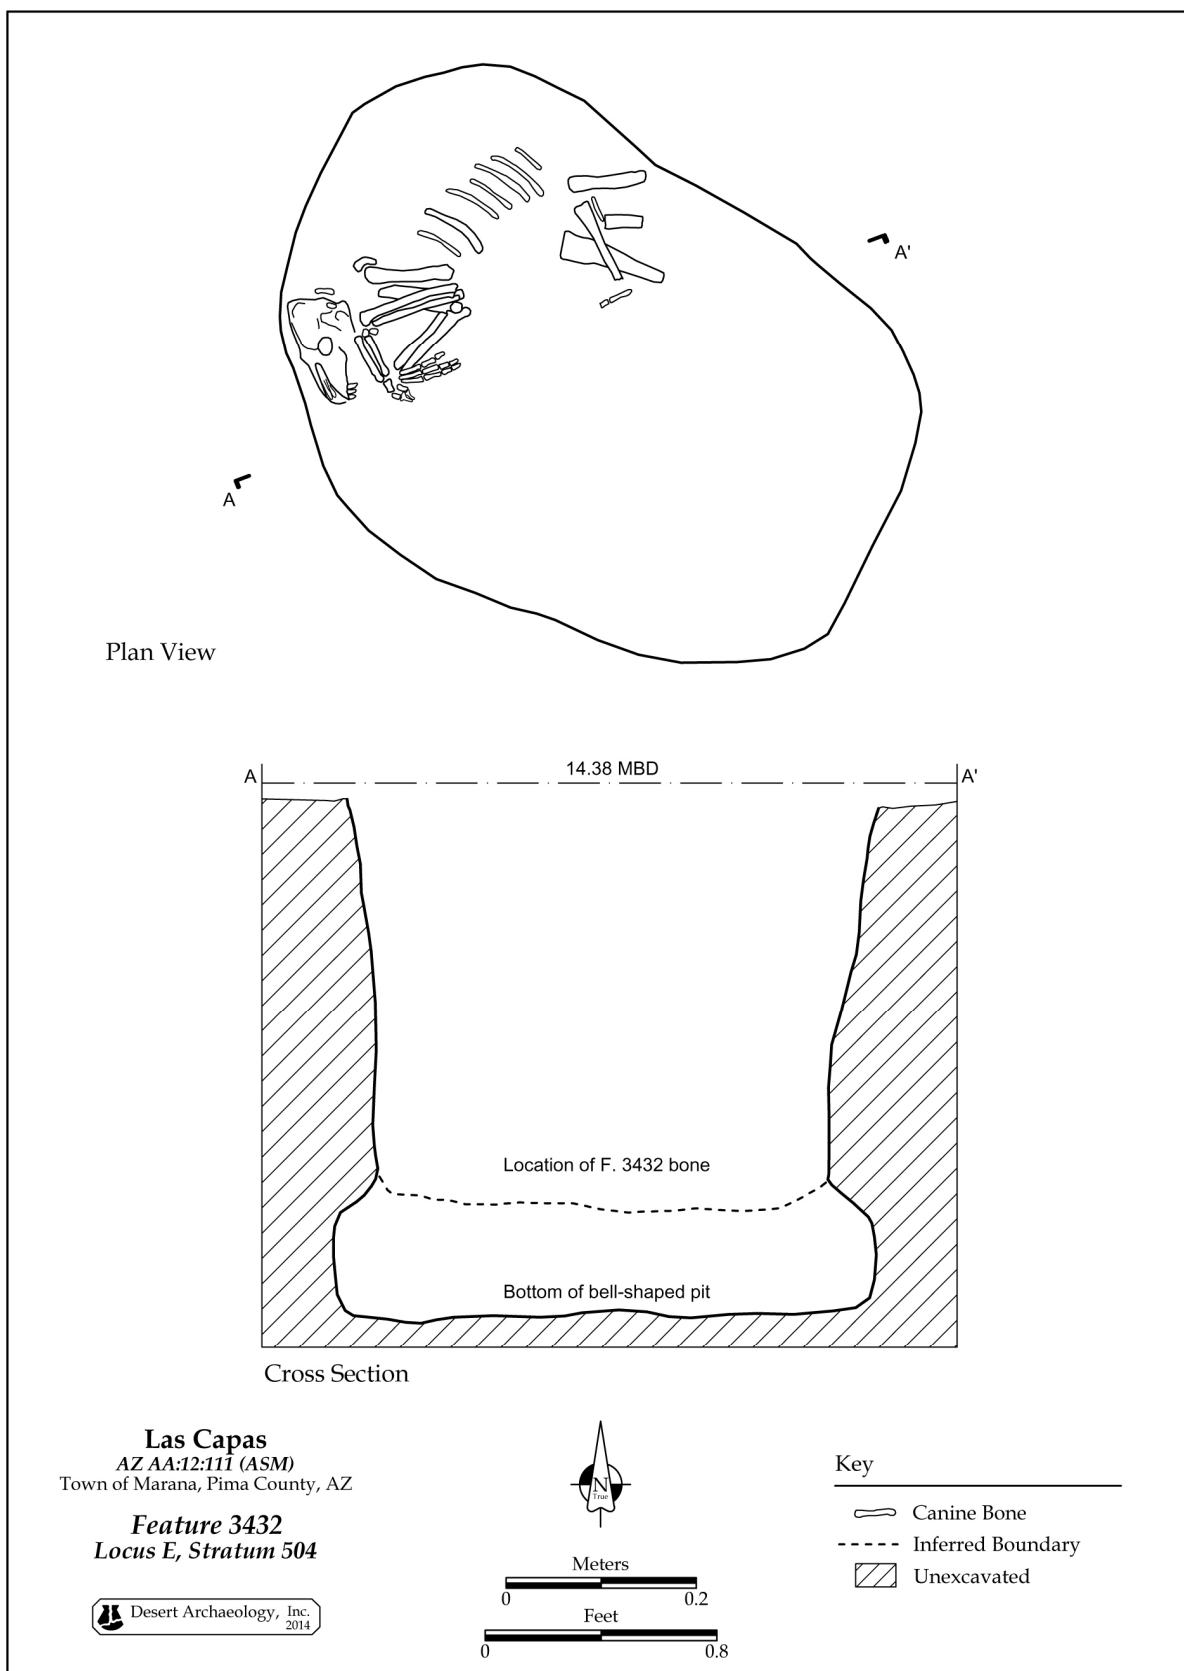 A'
A
Plan View
A
14.38 MBD
A'
Location of F. 3432 bone
Bottom of bell-shaped pit
Cross Section
Las Capas
AZ AA:12:111 (ASM)
Town of Marana, Pima County, AZ
Feature 3432
Locus E, Stratum 504
Desert Archaeology, Inc.
2014
N
True
Meters
0 0.2
Feet
0 0.8
Key
Canine Bone
Inferred Boundary
Unexcavated